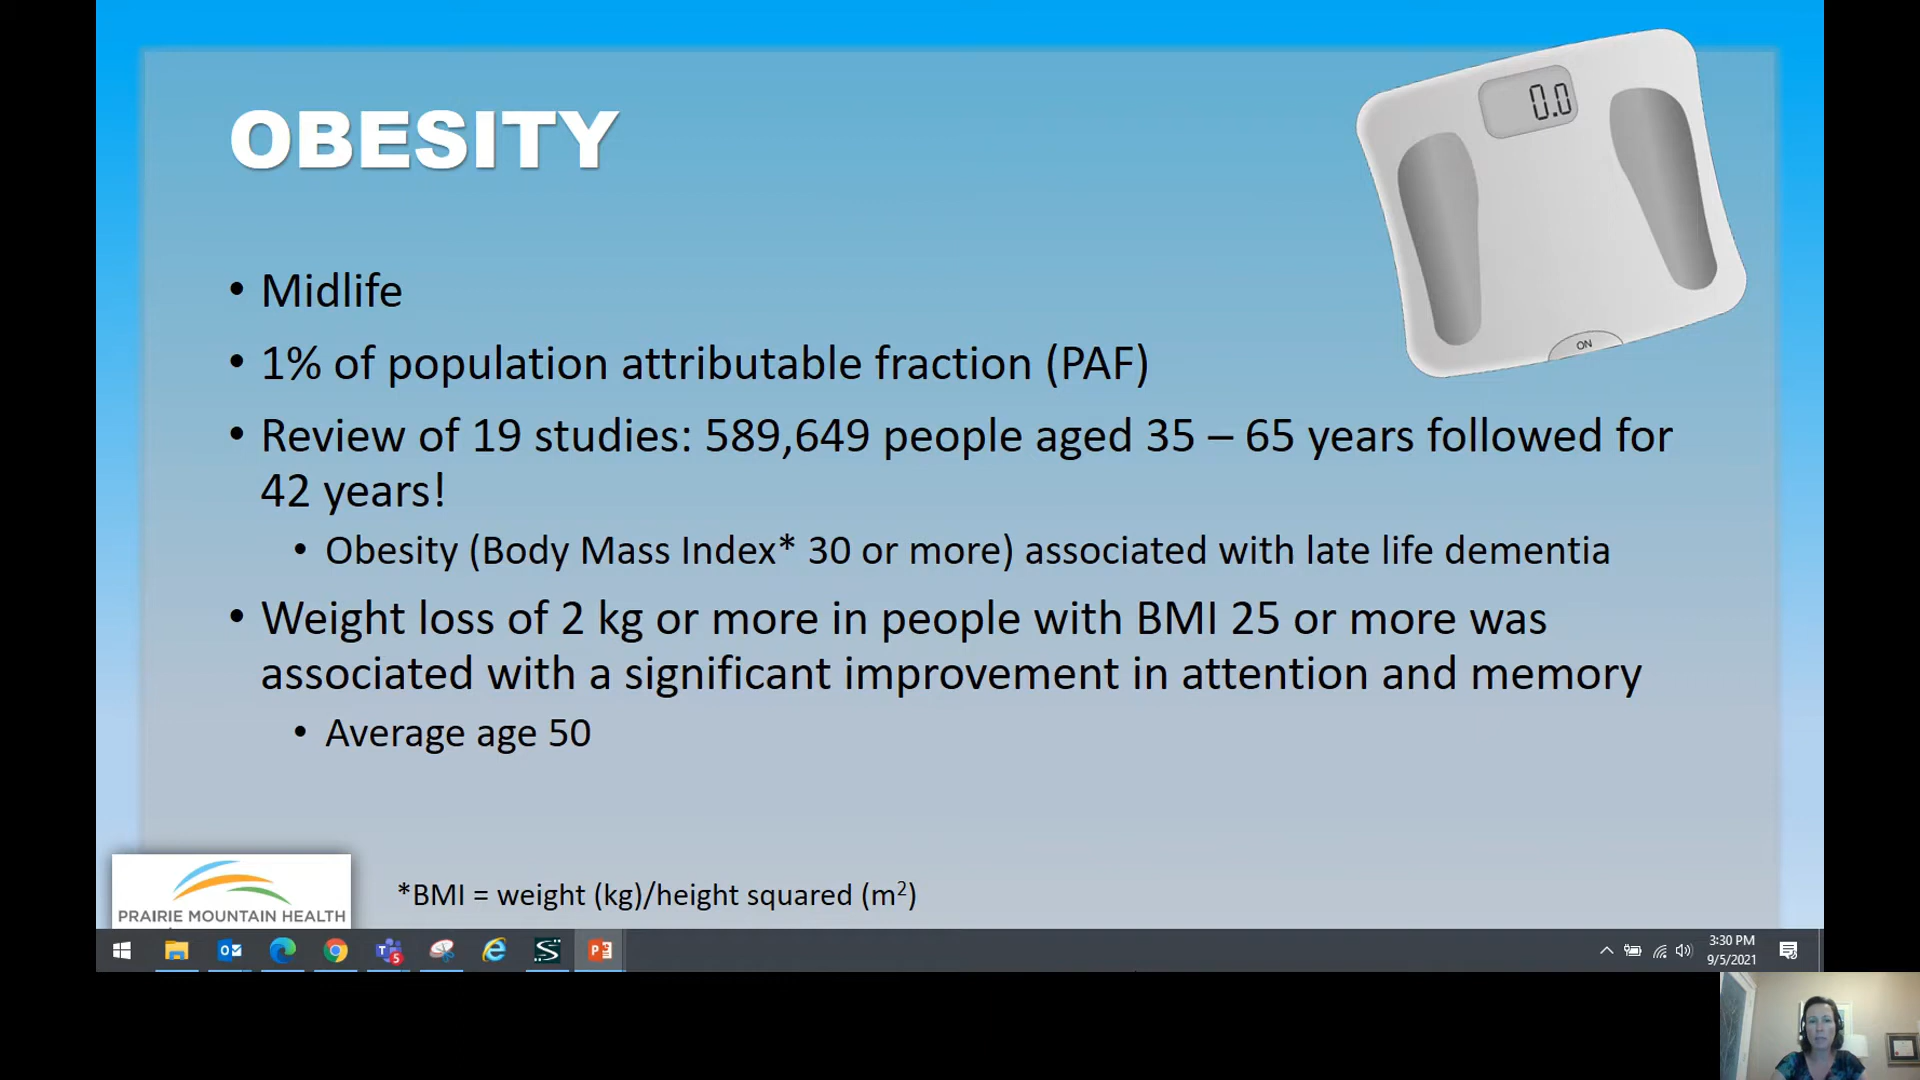 OBESITY
0.0
ON
• Midlife
• 1% of population attributable fraction (PAF)
• Review of 19 studies: 589,649 people aged 35 – 65 years followed for
42 years!
• Obesity (Body Mass Index* 30 or more) associated with late life dementia
• Weight loss of 2 kg or more in people with BMI 25 or more was
associated with a significant improvement in attention and memory
• Average age 50
*BMI = weight (kg)/height squared (m²)
PRAIRIE MOUNTAIN HEALTH
5
3:30 PM
9/5/2021